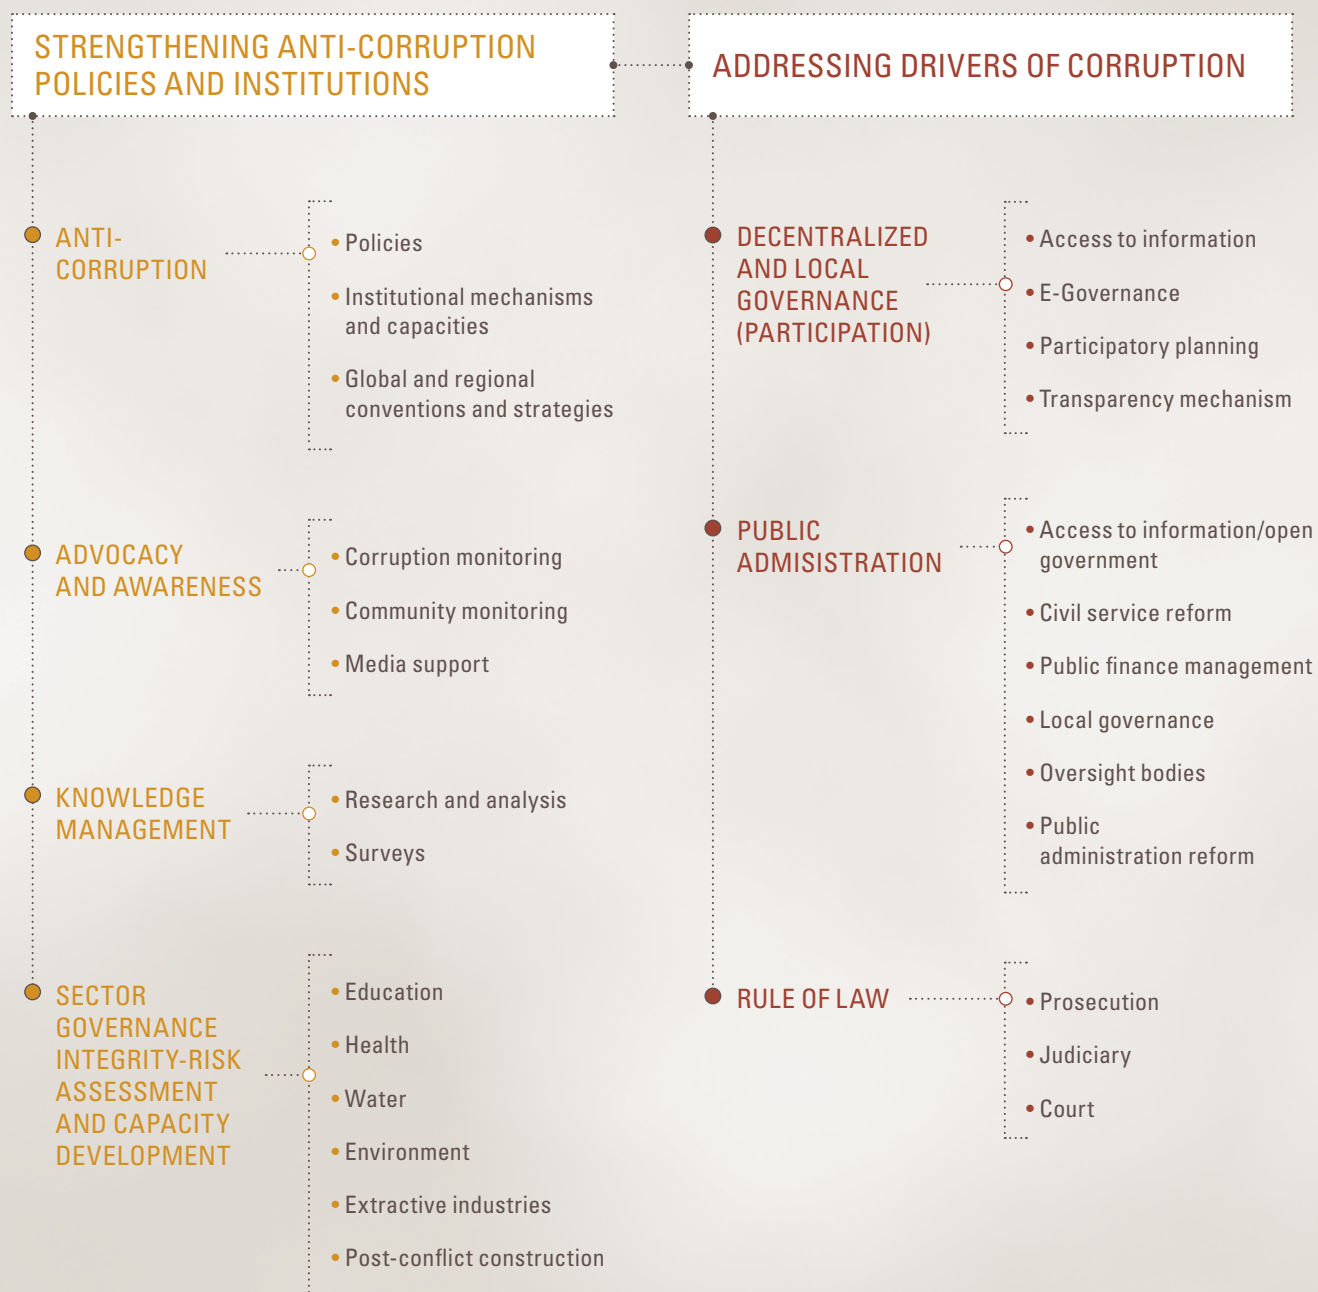 STRENGTHENING ANTI-CORRUPTION
POLICIES AND INSTITUTIONS
ANTI-
CORRUPTION
• Policies
• Institutional mechanisms
and capacities
• Global and regional
conventions and strategies
ADVOCACY
AND AWARENESS
• Corruption monitoring
• Community monitoring
• Media support
KNOWLEDGE
MANAGEMENT
• Research and analysis
• Surveys
SECTOR
GOVERNANCE
INTEGRITY-RISK
ASSESSMENT
AND CAPACITY
DEVELOPMENT
• Education
• Health
• Water
• Environment
• Extractive industries
• Post-conflict construction
ADDRESSING DRIVERS OF CORRUPTION
DECENTRALIZED
AND LOCAL
GOVERNANCE
(PARTICIPATION)
• Access to information
• E-Governance
• Participatory planning
• Transparency mechanism
PUBLIC
ADMISISTRATION
• Access to information/open
government
• Civil service reform
• Public finance management
• Local governance
• Oversight bodies
• Public
administration reform
RULE OF LAW
• Prosecution
• Judiciary
• Court